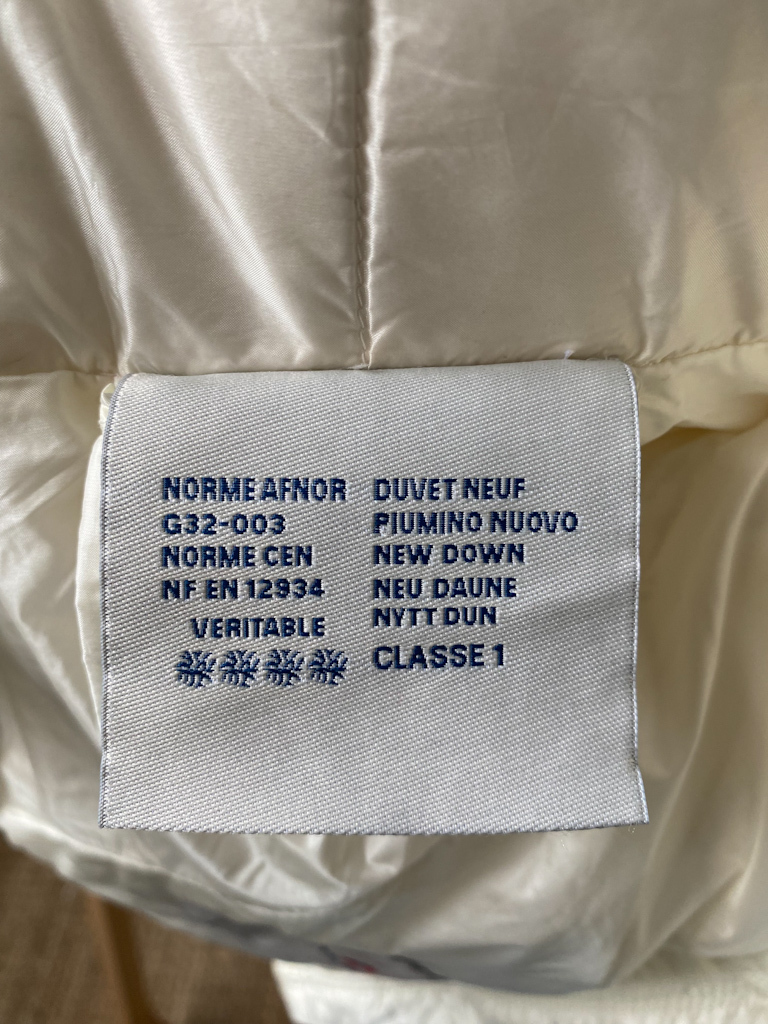 NORME AFNOR
G32-003
NORME CEN
NF EN 12934
VERITABLE
DUVET NEUF
PIUMINO NUOVO
NEW DOWN
NEU DAUNE
NYTT DUN
CLASSE 1